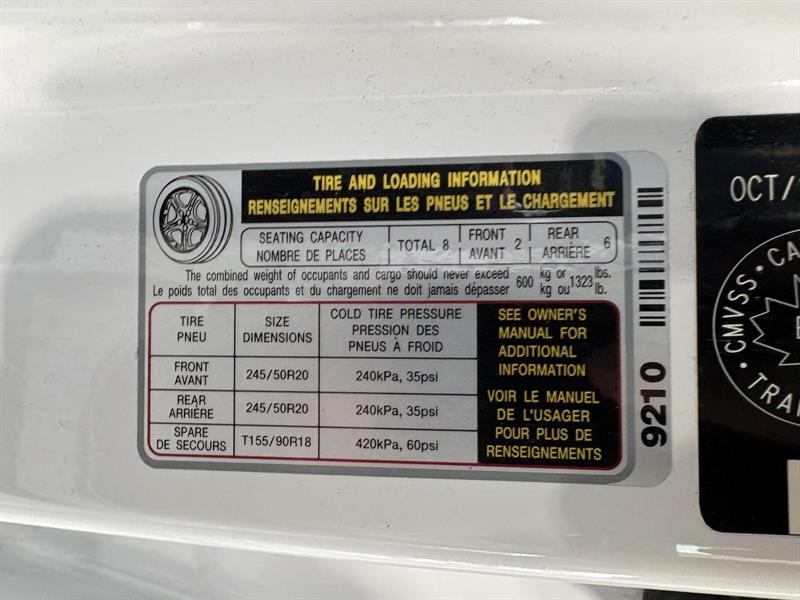 TIRE AND LOADING INFORMATION
RENSEIGNEMENTS SUR LES PNEUS ET LE CHARGEMENT
SEATING CAPACITY
NOMBRE DE PLACES
TOTAL 8
FRONT
AVANT 2
REAR
ARRIÈRE 6
The combined weight of occupants and cargo should never exceed 600 kg or 1323 lbs.
Le poids total des occupants et du chargement ne doit jamais dépasser kg ou lb.
TIRE
PNEU
SIZE
DIMENSIONS
COLD TIRE PRESSURE
PRESSION DES
PNEUS À FROID
FRONT
AVANT
245/50R20
240kPa, 35psi
REAR
ARRIÈRE
245/50R20
240kPa, 35psi
SPARE
DE SECOURS
T155/90R18
420kPa, 60psi
SEE OWNER'S
MANUAL FOR
ADDITIONAL
INFORMATION
VOIR LE MANUEL
DE L'USAGER
POUR PLUS DE
RENSEIGNEMENTS
9210
OCT/
CMVSS